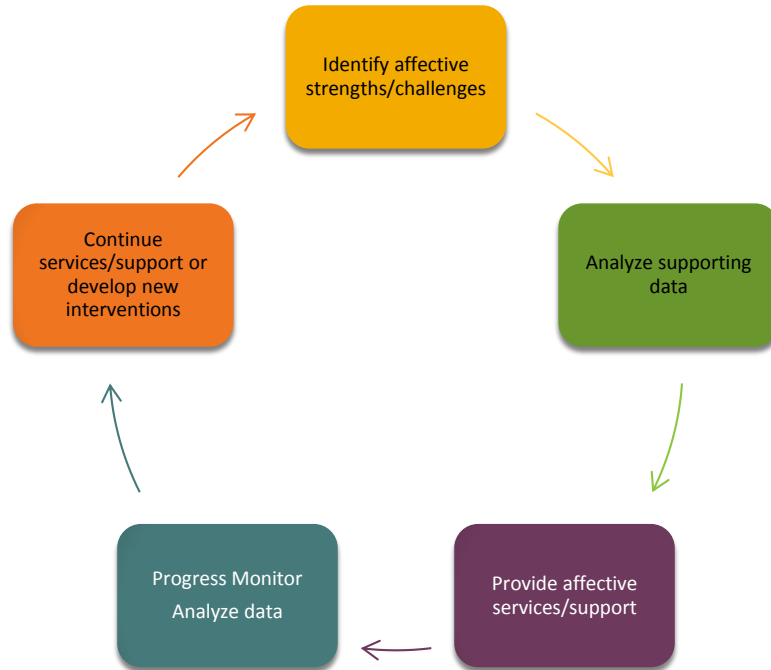 Identify affective
strengths/challenges
Analyze supporting
data
Provide affective
services/support
Progress Monitor
Analyze data
Continue
services/support or
develop new
interventions